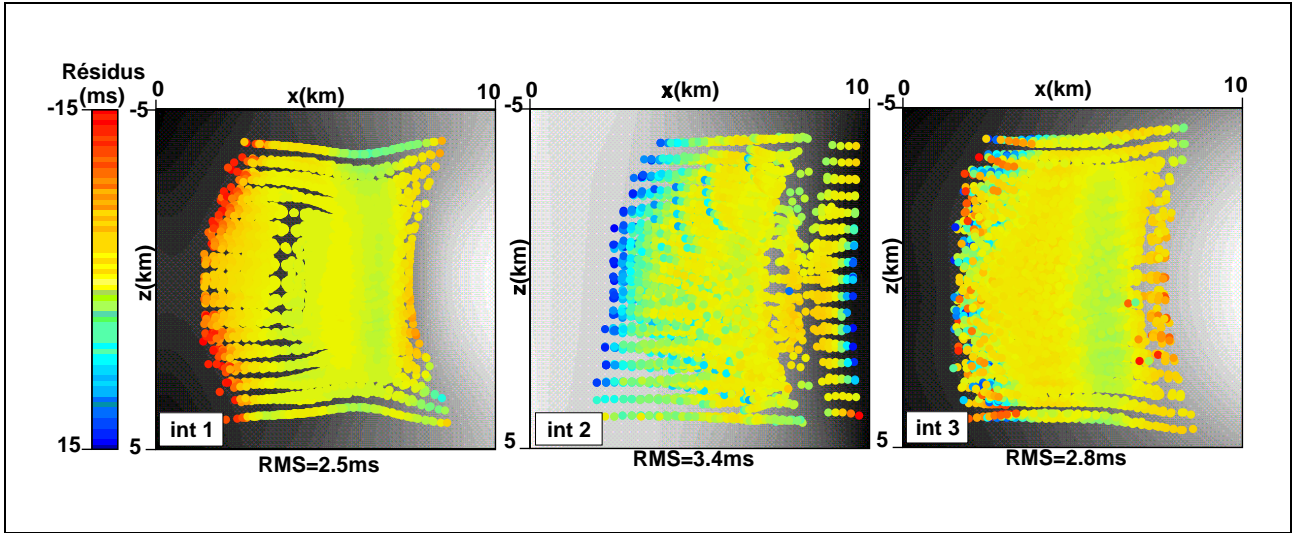 Résidus
(ms)
-15
15
0
x(km)
10
-5
z(km)
5
int 1
RMS=2.5ms
0
x(km)
10
-5
z(km)
5
int 2
RMS=3.4ms
0
x(km)
10
-5
z(km)
5
int 3
RMS=2.8ms